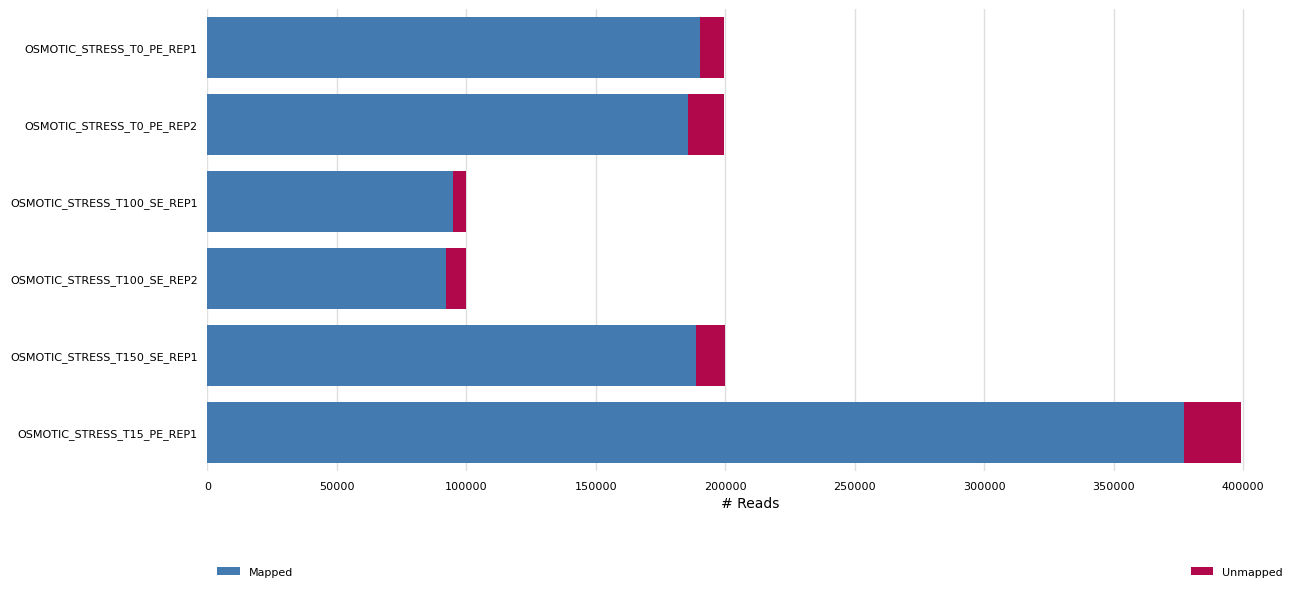 OSMOTIC_STRESS_T0_PE_REP1
OSMOTIC_STRESS_T0_PE_REP2
OSMOTIC_STRESS_T100_SE_REP1
OSMOTIC_STRESS_T100_SE_REP2
OSMOTIC_STRESS_T150_SE_REP1
OSMOTIC_STRESS_T15_PE_REP1
0 50000 100000 150000 200000 250000 300000 350000 400000
# Reads
Mapped Unmapped